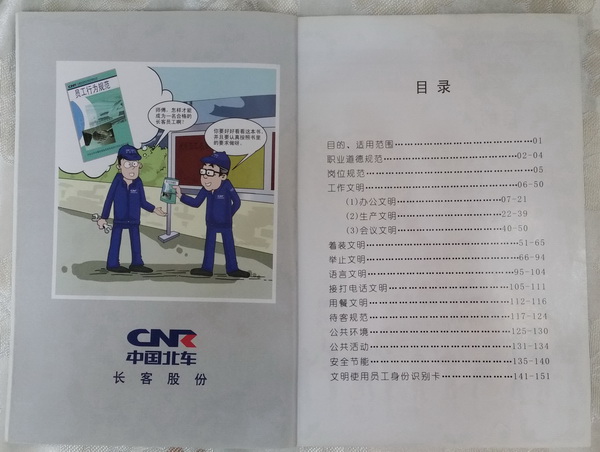 员工行为规范
师傅，怎样才能
成为一名合格的
长客员工啊？
你要好好看看这本书，
并且要认真按照书里
的要求做好。
CNR
中国北车
长客股份
目录
目的、适用范围……………………………01
职业道德规范…………………………02-04
岗位规范…………………………………05
工作文明………………………………06-50
(1)办公文明…………………………07-21
(2)生产文明…………………………22-39
(3)会议文明…………………………40-50
着装文明………………………………51-65
举止文明………………………………66-94
语言文明………………………………95-104
接打电话文明…………………………105-111
用餐文明………………………………112-116
待客规范………………………………117-124
公共环境………………………………125-130
公共活动………………………………131-134
安全节能………………………………135-140
文明使用员工身份识别卡………………141-151